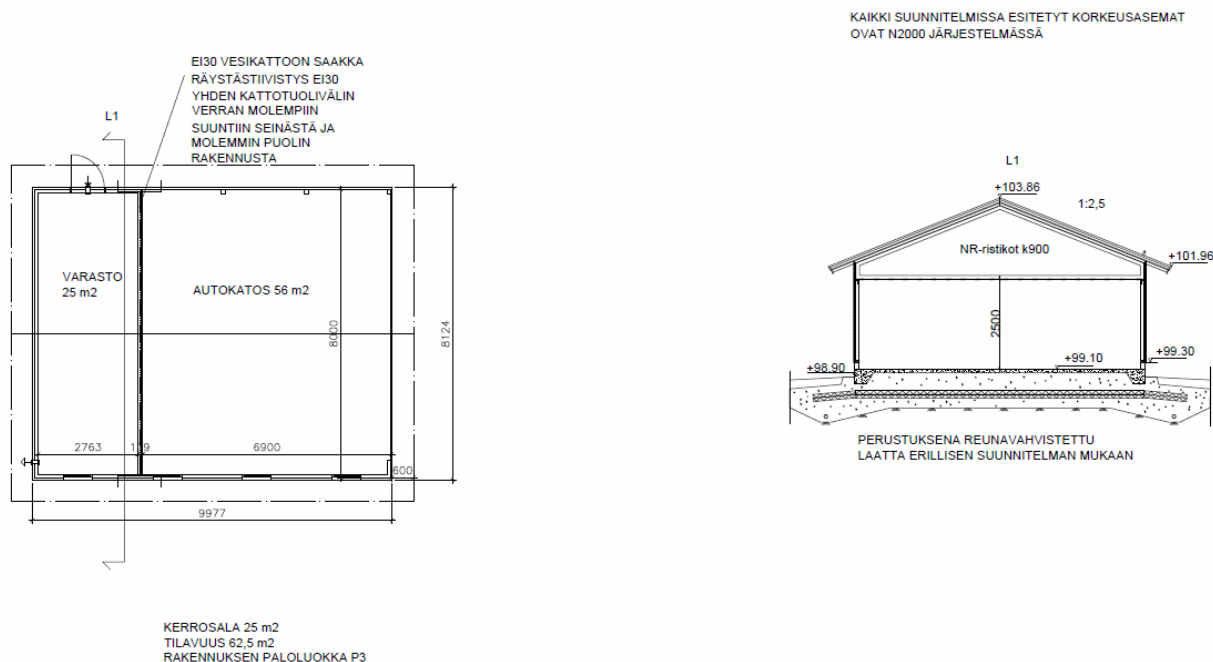 KAIKKI SUUNNITELMISSA ESITETYT KORKEUSASEMAT
OVAT N2000 JÄRJESTELMÄSSÄ
EI30 VESIKATTOON SAAKKA
RÄYSTÄSTIIVISTYS EI30
YHDEN KATTOTUOLIVÄLIN
VERRAN MOLEMPIIN
SUUNTIIN SEINÄSTÄ JA
MOLEMMIN PUOLIN
RAKENNUSTA
L1
VARASTO
25 m2
AUTOKATOS 56 m2
8000
8124
2763
6900
600
9977
L1
+103.86
1:2,5
NR-ristikot k900
+101.96
2500
+99.10
+99.30
+98.90
PERUSTUKSENA REUNAVAHVISTETTU
LAATTA ERILLISEN SUUNNITELMAN MUKAAN
KERROSALA 25 m2
TILAVUUS 62,5 m2
RAKENNUKSEN PALOLUOKKA P3